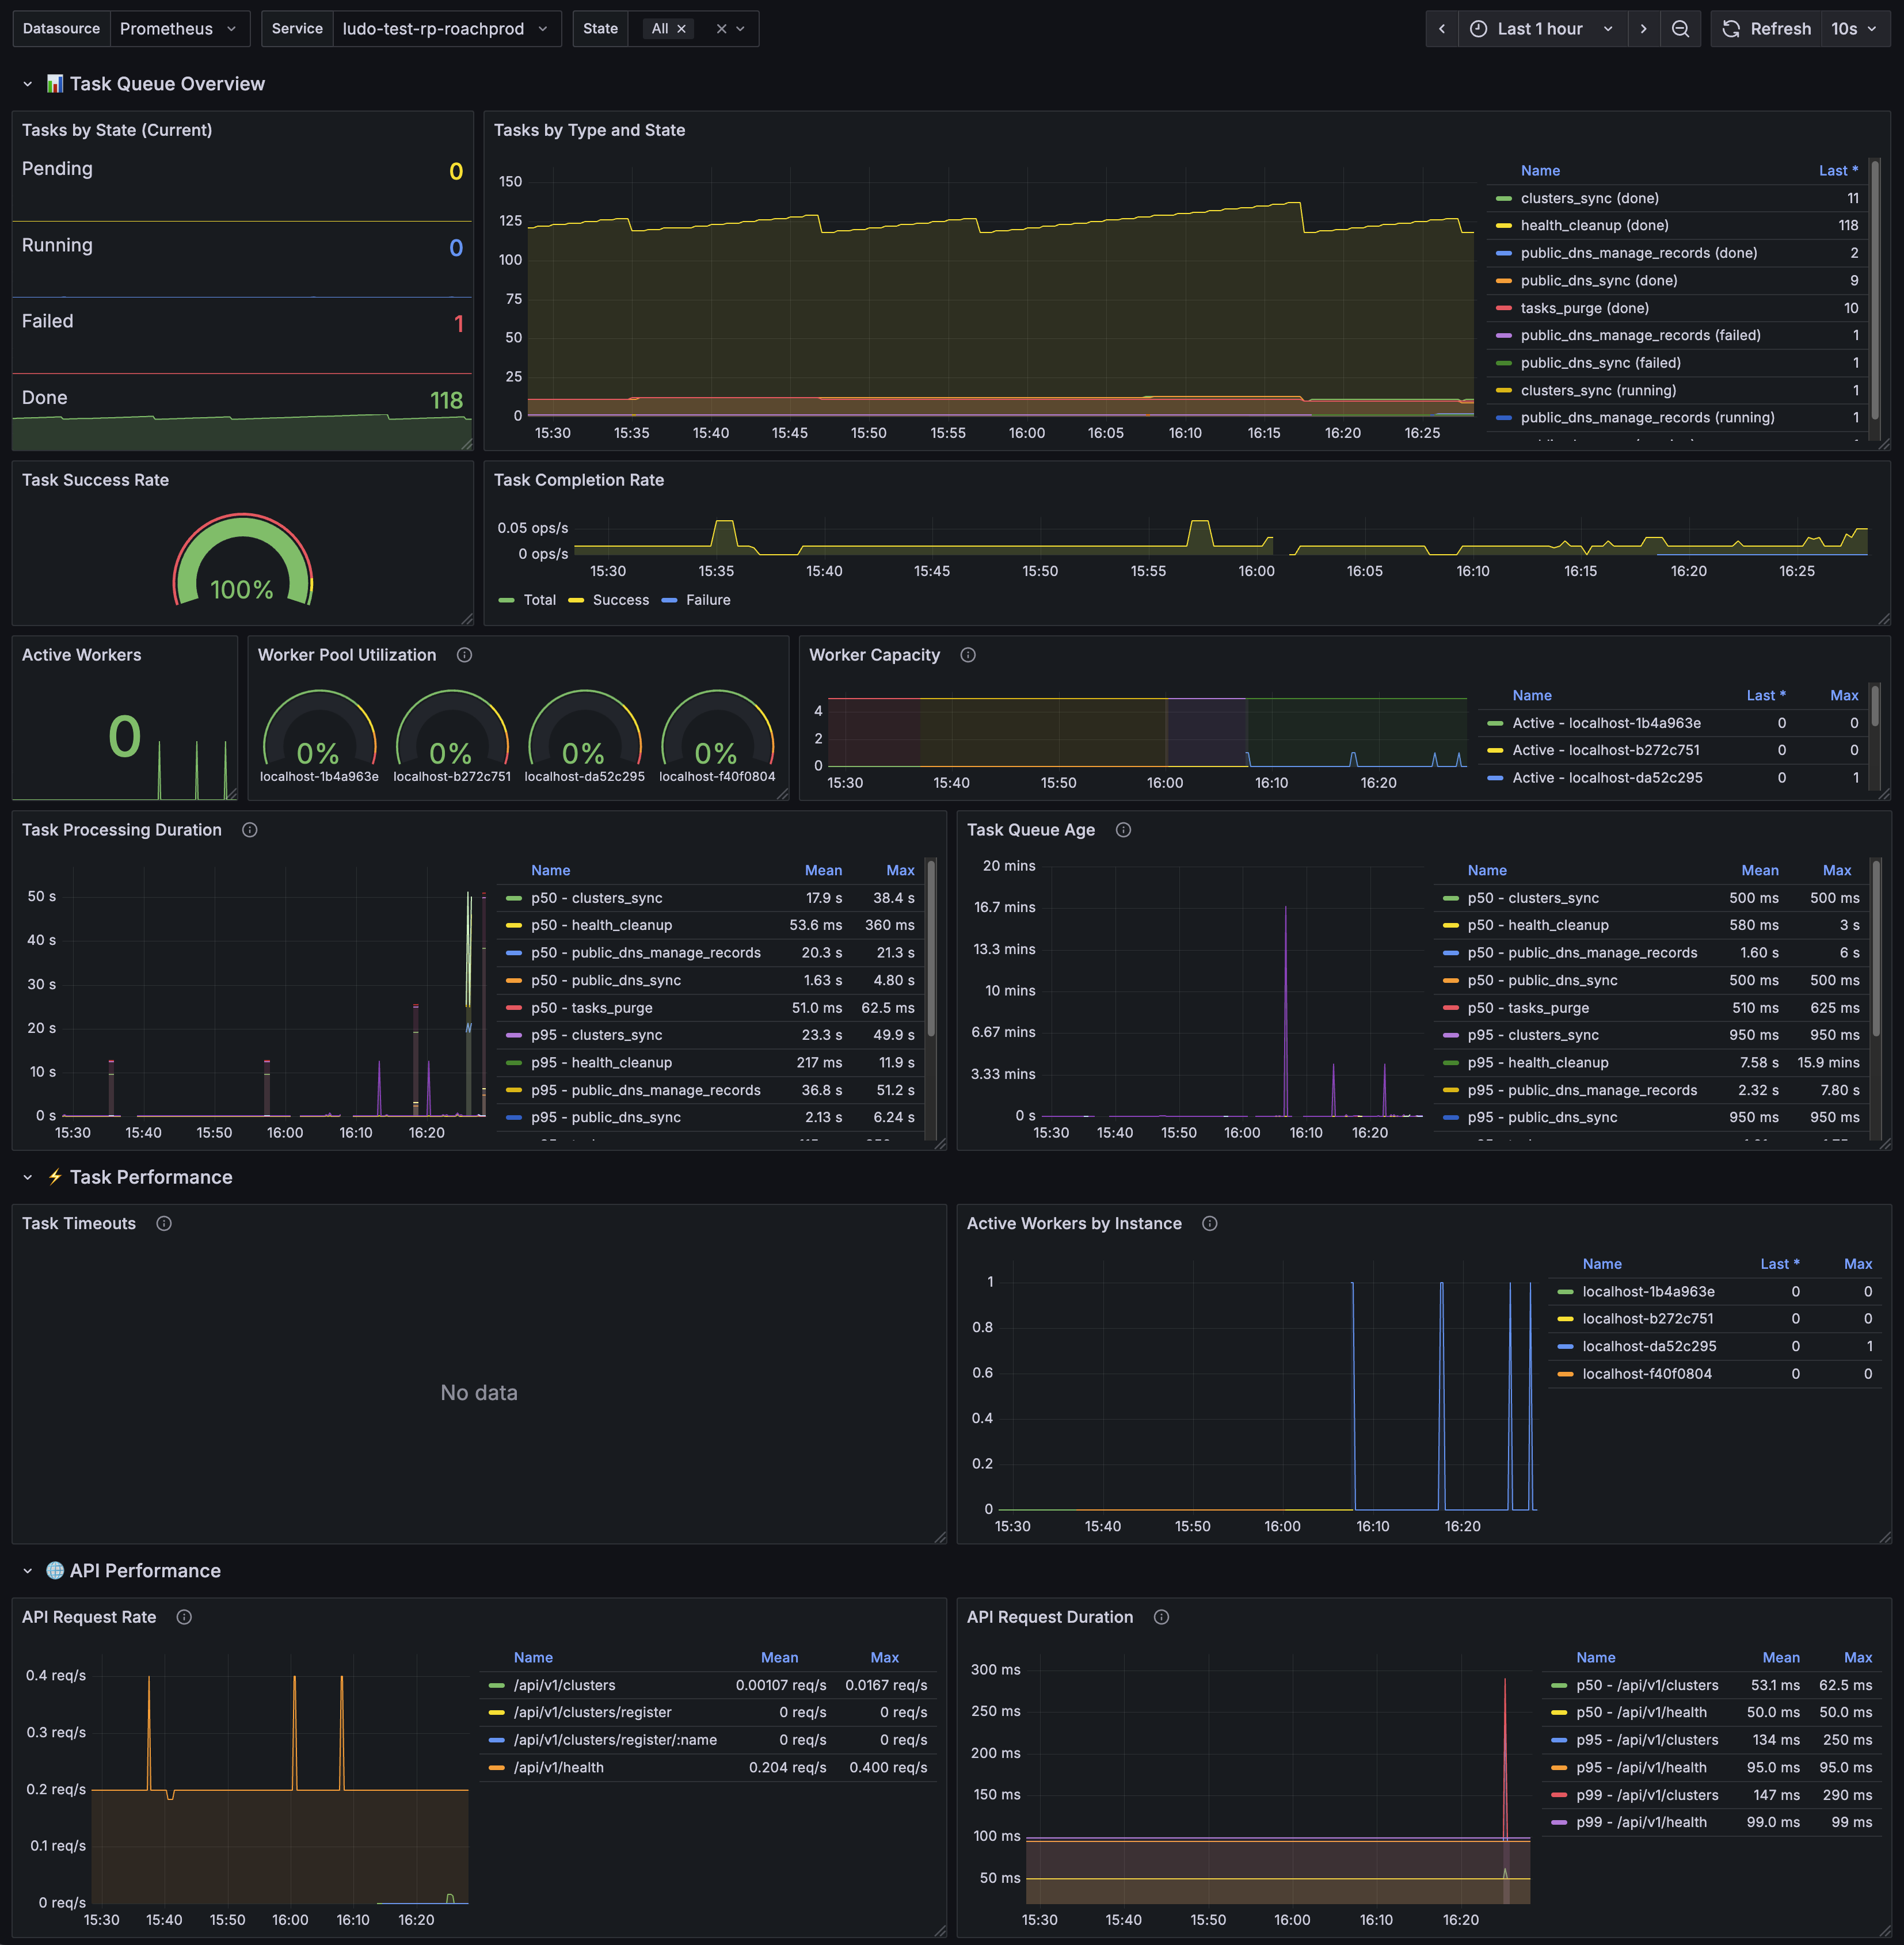 Datasource Prometheus Service ludo-test-rp-roachprod State All Last 1 hour Refresh 10s
📊 Task Queue Overview
Tasks by State (Current)
Pending 0
Running 0
Failed 1
Done 118
Tasks by Type and State
150
125
100
75
50
25
0
15:30 15:35 15:40 15:45 15:50 15:55 16:00 16:05 16:10 16:15 16:20 16:25
Name Last *
clusters_sync (done) 11
health_cleanup (done) 118
public_dns_manage_records (done) 2
public_dns_sync (done) 9
tasks_purge (done) 10
public_dns_manage_records (failed) 1
public_dns_sync (failed) 1
clusters_sync (running) 1
public_dns_manage_records (running) 1
Task Success Rate
100%
Task Completion Rate
0.05 ops/s
0 ops/s
15:30 15:35 15:40 15:45 15:50 15:55 16:00 16:05 16:10 16:15 16:20 16:25
Total Success Failure
Active Workers
0
Worker Pool Utilization
0% 0% 0% 0%
localhost-1b4a963e localhost-b272c751 localhost-da52c295 localhost-f40f0804
Worker Capacity
4
2
0
15:30 15:40 15:50 16:00 16:10 16:20
Name Last * Max
Active - localhost-1b4a963e 0 0
Active - localhost-b272c751 0 0
Active - localhost-da52c295 0 1
Task Processing Duration
50 s
40 s
30 s
20 s
10 s
0 s
15:30 15:40 15:50 16:00 16:10 16:20
Name Mean Max
p50 - clusters_sync 17.9 s 38.4 s
p50 - health_cleanup 53.6 ms 360 ms
p50 - public_dns_manage_records 20.3 s 21.3 s
p50 - public_dns_sync 1.63 s 4.80 s
p50 - tasks_purge 51.0 ms 62.5 ms
p95 - clusters_sync 23.3 s 49.9 s
p95 - health_cleanup 217 ms 11.9 s
p95 - public_dns_manage_records 36.8 s 51.2 s
p95 - public_dns_sync 2.13 s 6.24 s
Task Queue Age
20 mins
16.7 mins
13.3 mins
10 mins
6.67 mins
3.33 mins
0 s
15:30 15:40 15:50 16:00 16:10 16:20
Name Mean Max
p50 - clusters_sync 500 ms 500 ms
p50 - health_cleanup 580 ms 3 s
p50 - public_dns_manage_records 1.60 s 6 s
p50 - public_dns_sync 500 ms 500 ms
p50 - tasks_purge 510 ms 625 ms
p95 - clusters_sync 950 ms 950 ms
p95 - health_cleanup 7.58 s 15.9 mins
p95 - public_dns_manage_records 2.32 s 7.80 s
p95 - public_dns_sync 950 ms 950 ms
⚡ Task Performance
Task Timeouts
No data
Active Workers by Instance
1
0.8
0.6
0.4
0.2
0
15:30 15:40 15:50 16:00 16:10 16:20
Name Last * Max
localhost-1b4a963e 0 0
localhost-b272c751 0 0
localhost-da52c295 0 1
localhost-f40f0804 0 0
🌐 API Performance
API Request Rate
0.4 req/s
0.3 req/s
0.2 req/s
0.1 req/s
0 req/s
15:30 15:40 15:50 16:00 16:10 16:20
Name Mean Max
/api/v1/clusters 0.00107 req/s 0.0167 req/s
/api/v1/clusters/register 0 req/s 0 req/s
/api/v1/clusters/register/:name 0 req/s 0 req/s
/api/v1/health 0.204 req/s 0.400 req/s
API Request Duration
300 ms
250 ms
200 ms
150 ms
100 ms
50 ms
15:30 15:40 15:50 16:00 16:10 16:20
Name Mean Max
p50 - /api/v1/clusters 53.1 ms 62.5 ms
p50 - /api/v1/health 50.0 ms 50.0 ms
p95 - /api/v1/clusters 134 ms 250 ms
p95 - /api/v1/health 95.0 ms 95.0 ms
p99 - /api/v1/clusters 147 ms 290 ms
p99 - /api/v1/health 99.0 ms 99 ms